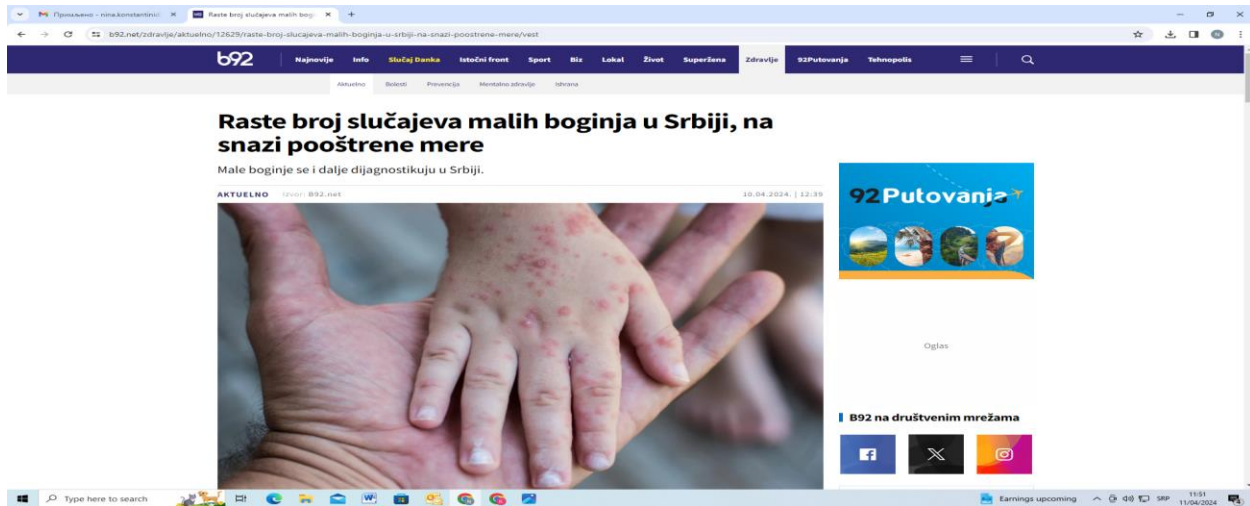 Примљено - nina.konstantinic
Raste broj slučajeva malih bogi
b92.net/zdravlje/aktuelno/12629/raste-broj-slucajeva-malih-boginja-u-srbiji-na-snazi-poostrene-mere/vest
b92 Najnovije Info Slučaj Danka Istočni front Sport Biz Lokal Život Superžena Zdravlje 92Putovanja Tehnopolis
Aktuelno Bolesti Prevencija Mentalno zdravlje Ishrana
Raste broj slučajeva malih boginja u Srbiji, na
snazi pooštrene mere
Male boginje se i dalje dijagnostikuju u Srbiji.
AKTUELNO Izvor: B92.net 10.04.2024. | 12:39
92Putovanja
Oglas
B92 na društvenim mrežama
Type here to search
Earnings upcoming SRP 11:51
11/04/2024